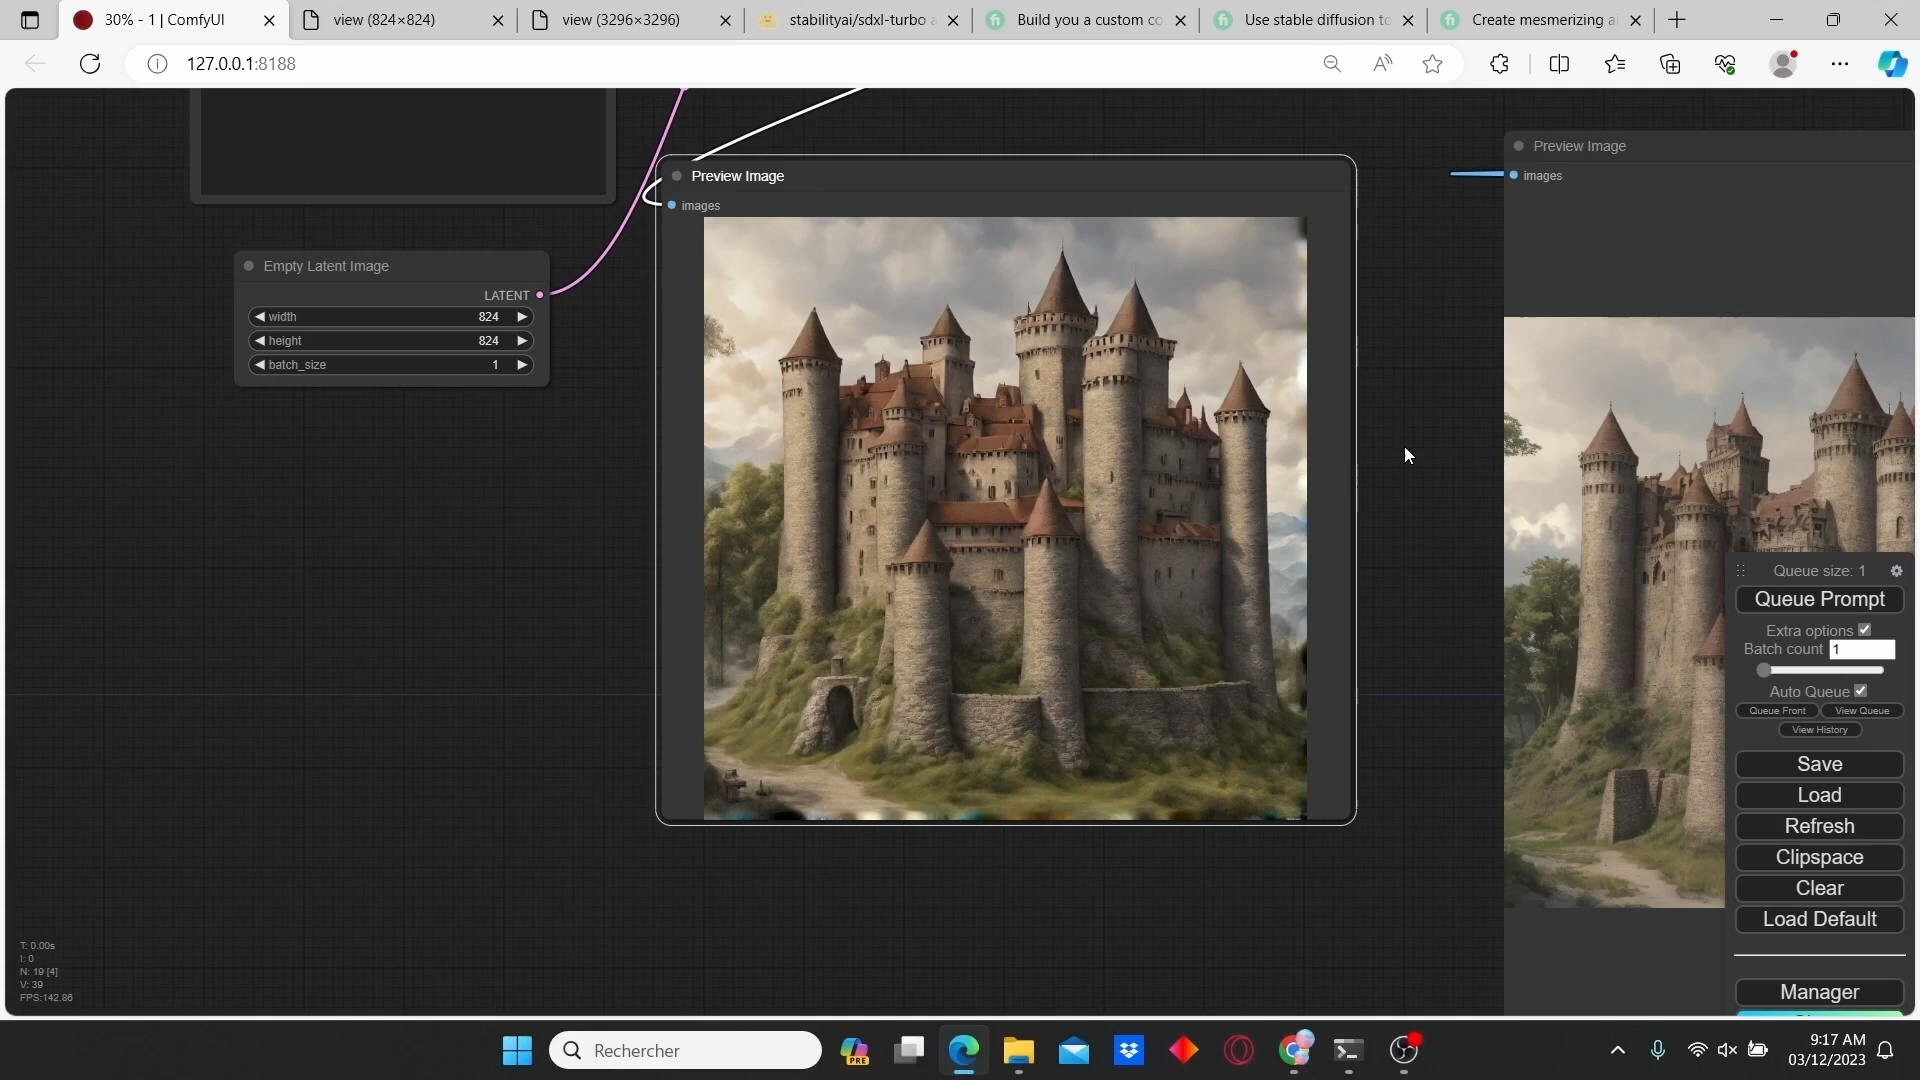 30% - 1 | ComfyUI
view (824×824)
view (3296×3296)
stabilityai/sdxl-turbo
Build you a custom co
Use stable diffusion to
Create mesmerizing ai
127.0.0.1:8188
Preview Image
images
Empty Latent Image
LATENT
width 824
height 824
batch_size 1
Preview Image
images
Queue size: 1
Queue Prompt
Extra options
Batch count 1
Auto Queue
Queue Front
View Queue
View History
Save
Load
Refresh
Clipspace
Clear
Load Default
Manager
T: 0.00s
I: 0
N: 19 [4]
V: 39
FPS:142.86
Rechercher
PRE
9:17 AM
03/12/2023